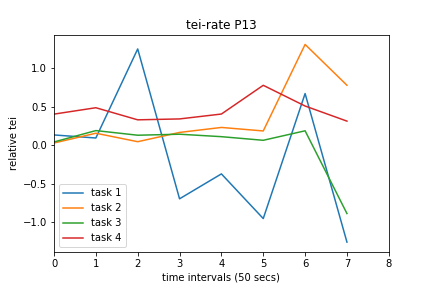 tei-rate P13
relative tei
1.0
0.5
0.0
−0.5
−1.0
task 1
task 2
task 3
task 4
0 1 2 3 4 5 6 7 8
time intervals (50 secs)